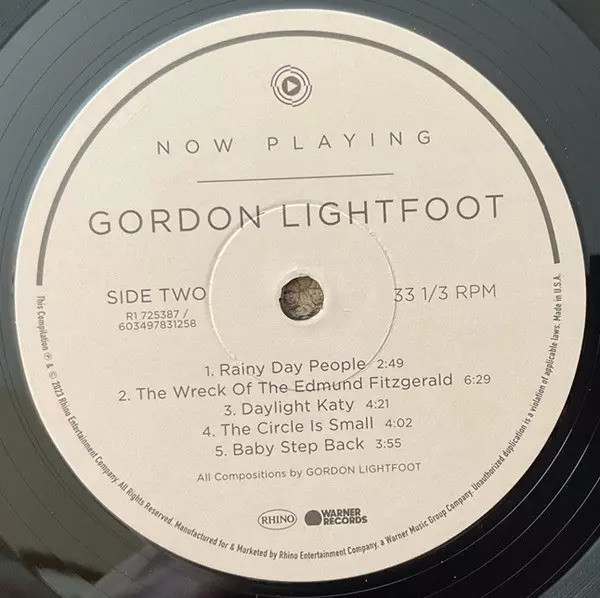 NOW PLAYING
GORDON LIGHTFOOT
SIDE TWO
R1 725387 /
603497831258
33 1/3 RPM
1. Rainy Day People 2:49
2. The Wreck Of The Edmund Fitzgerald 6:29
3. Daylight Katy 4:21
4. The Circle Is Small 4:02
5. Baby Step Back 3:55
All Compositions by GORDON LIGHTFOOT
RHINO
WARNER RECORDS
This Compilation ℗ & © 2023 Rhino Entertainment Company. All Rights Reserved. Manufactured for & Marketed by Rhino Entertainment Company, a Warner Music Group Company. Unauthorized duplication is a violation of applicable laws. Made in U.S.A.